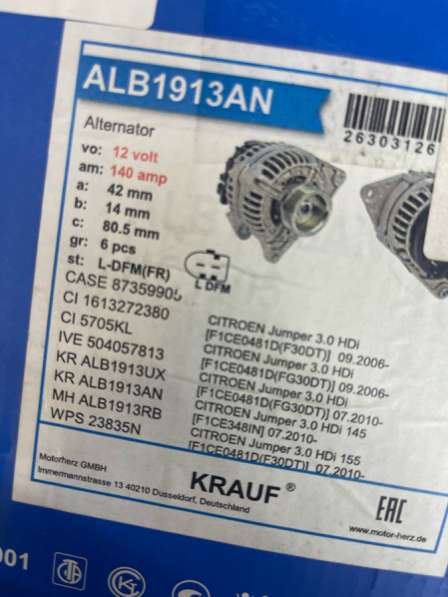 ALB1913AN
Alternator
vo: 12 volt
am: 140 amp
a: 42 mm
b: 14 mm
c: 80.5 mm
gr: 6 pcs
st: L-DFM(FR)
L DFM
26303126
CASE 87359905
CI 1613272380
CI 5705KL
IVE 504057813
KR ALB1913UX
KR ALB1913AN
MH ALB1913RB
WPS 23835N
CITROEN Jumper 3.0 HDi
[F1CE0481D(F30DT)] 09.2006-
CITROEN Jumper 3.0 HDi
[F1CE0481D(FG30DT)] 09.2006-
CITROEN Jumper 3.0 HDi
[F1CE0481D(FG30DT)] 07.2010-
CITROEN Jumper 3.0 HDi 145
[F1CE348IN] 07.2010-
CITROEN Jumper 3.0 HDi 155
[F1CE0481D(F30DT)] 07.2010-
Motorherz GMBH
Immermannstrasse 13 40210 Dusseldorf, Deutschland
KRAUF ®
EAC
www.motor-herz.de
001